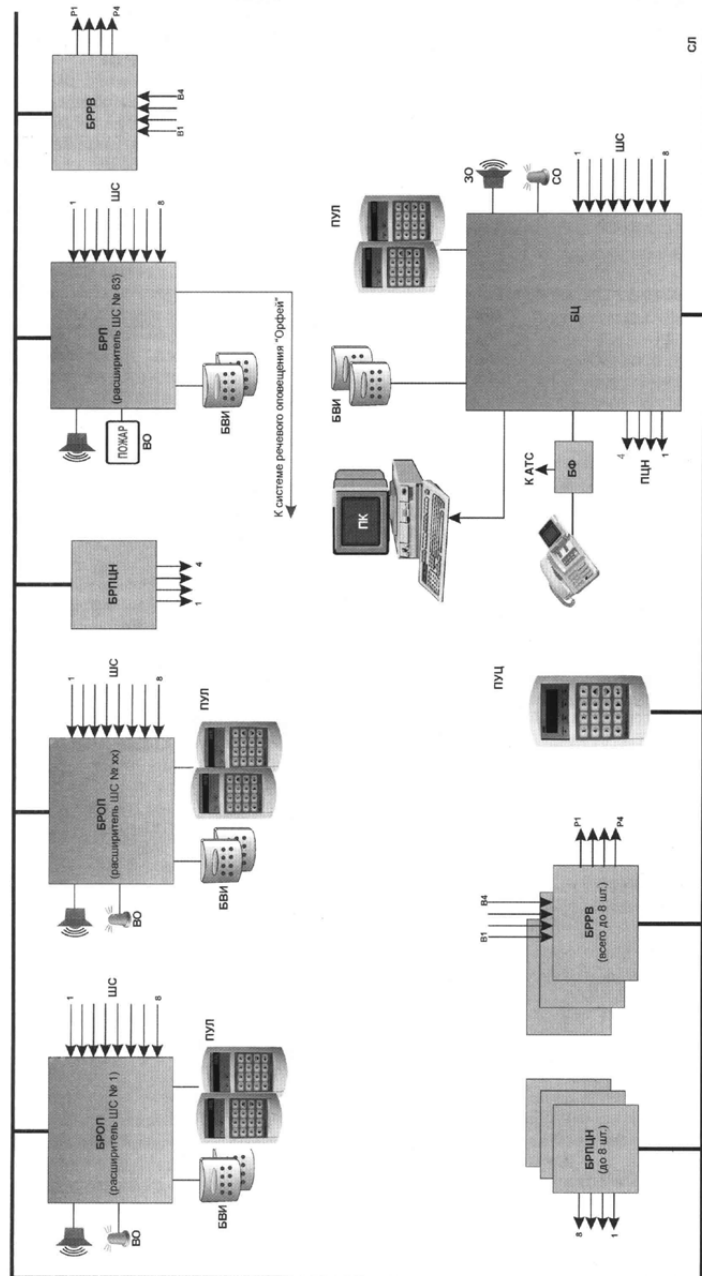 БРОП
(расширитель ШС № 1)
ВО
1
ШС
8
БВИ
ПУЛ
БРОП
(расширитель ШС № xx)
ВО
1
ШС
8
БВИ
ПУЛ
БРПЦН
1
4
БРП
(расширитель ШС № 63)
ПОЖАР
ВО
1
ШС
8
БВИ
К системе речевого оповещения "Орфей"
БРРВ
Р1
Р4
В1
В4
БРПЦН
(до 8 шт.)
8
1
БРРВ
(всего до 8 шт.)
В1
В4
Р1
Р4
ПУЦ
ПК
К АТС
БФ
БВИ
ПУЛ
ЗО
СО
БЦ
4
ПЦН
1
1
ШС
8
СЛ